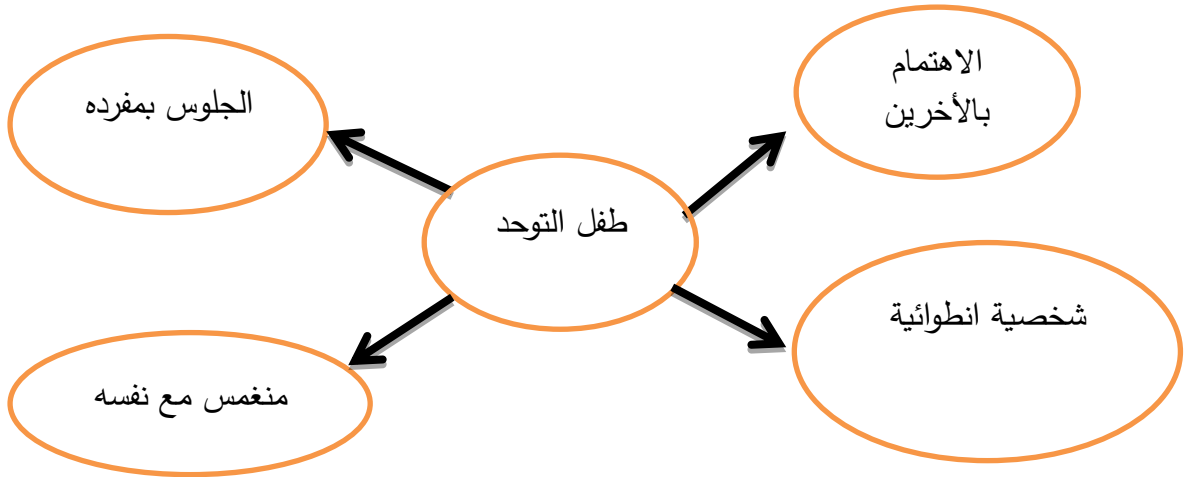 الاهتمام
بالأخرين
الجلوس بمفرده
طفل التوحد
شخصية انطوائية
منغمس مع نفسه